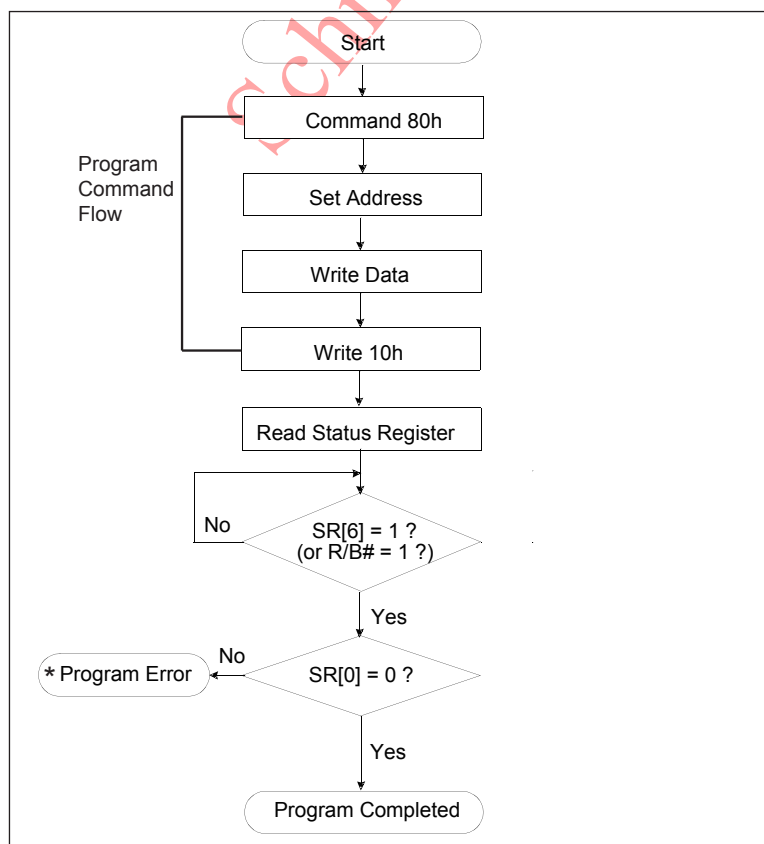 Start
Command 80h
Program
Command
Flow
Set Address
Write Data
Write 10h
Read Status Register
No
SR[6] = 1 ?
(or R/B# = 1 ?)
Yes
No
* Program Error
SR[0] = 0 ?
Yes
Program Completed